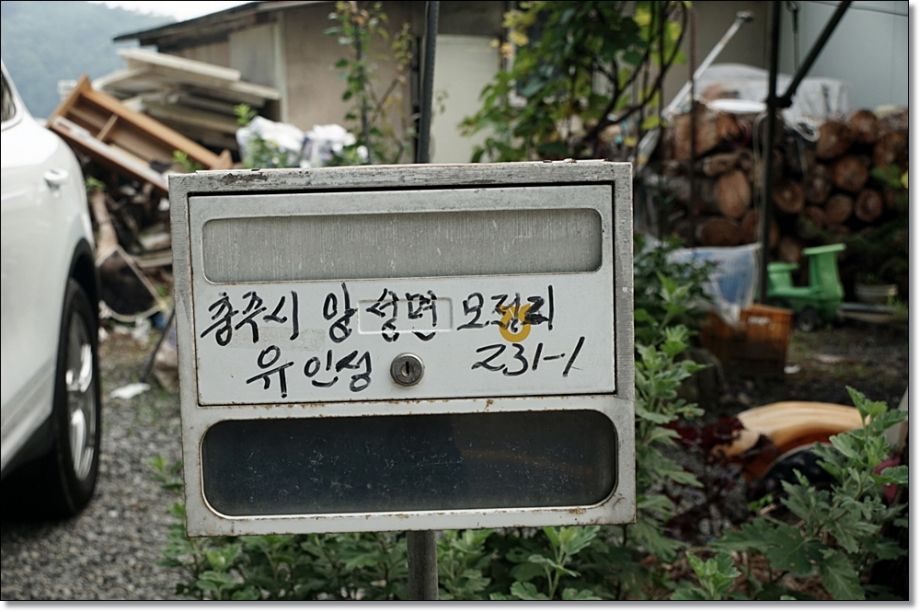 충주시 앙성면 모점리
유인성 231-1